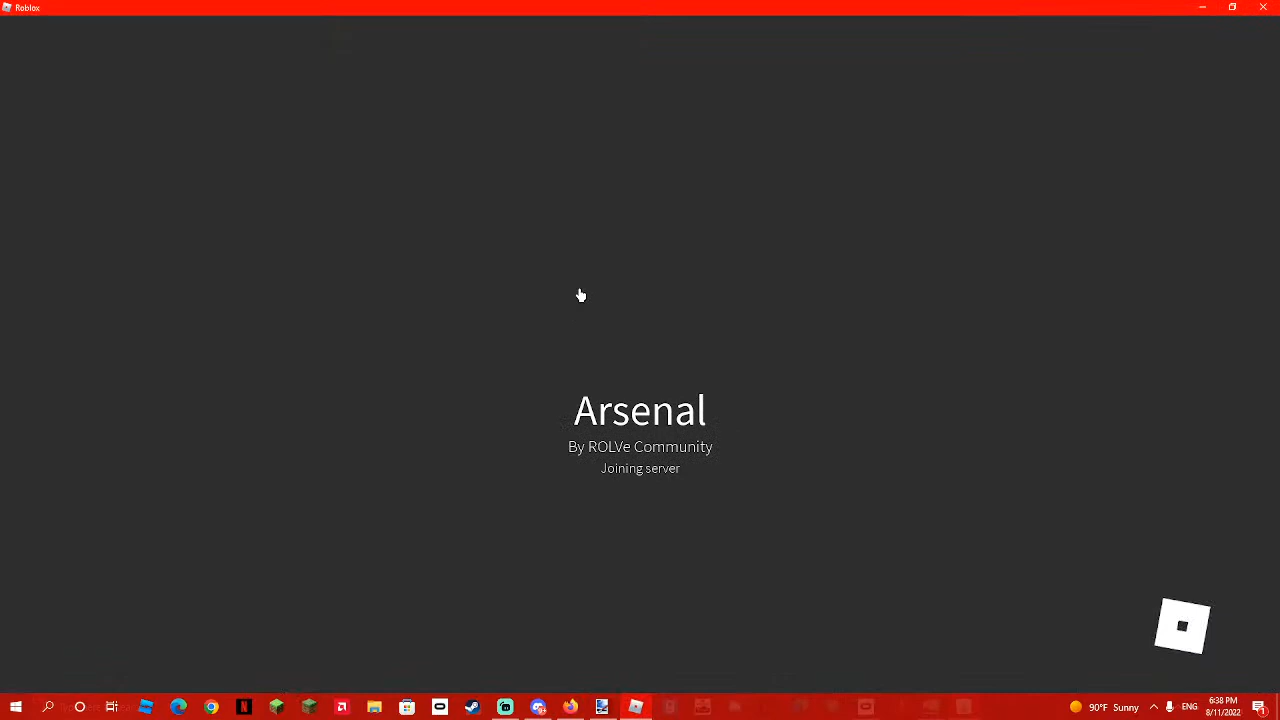 Roblox
Arsenal
By ROLVe Community
Joining server
90°F Sunny
ENG
6:38 PM
8/11/2022